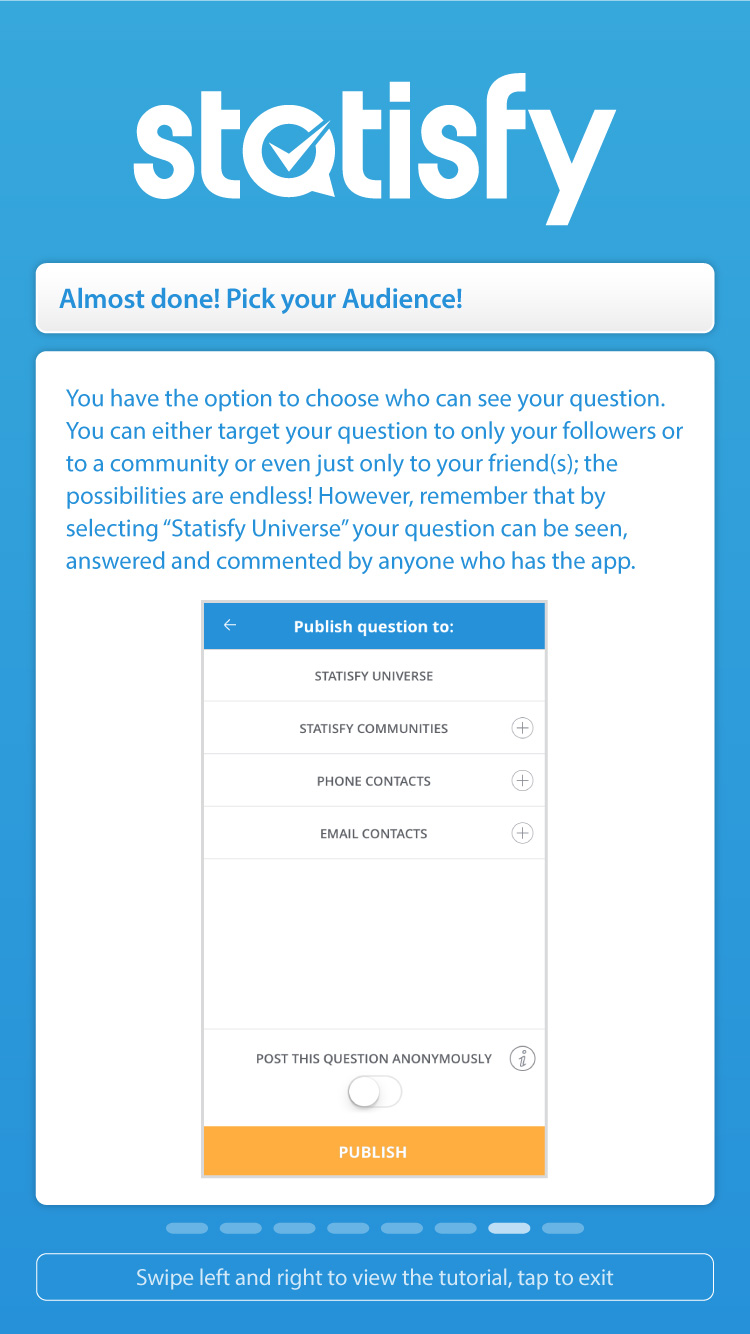 statisfy
Almost done! Pick your Audience!
You have the option to choose who can see your question.
You can either target your question to only your followers or
to a community or even just only to your friend(s); the
possibilities are endless! However, remember that by
selecting “Statisfy Universe” your question can be seen,
answered and commented by anyone who has the app.
Publish question to:
STATISFY UNIVERSE
STATISFY COMMUNITIES
PHONE CONTACTS
EMAIL CONTACTS
POST THIS QUESTION ANONYMOUSLY
PUBLISH
Swipe left and right to view the tutorial, tap to exit